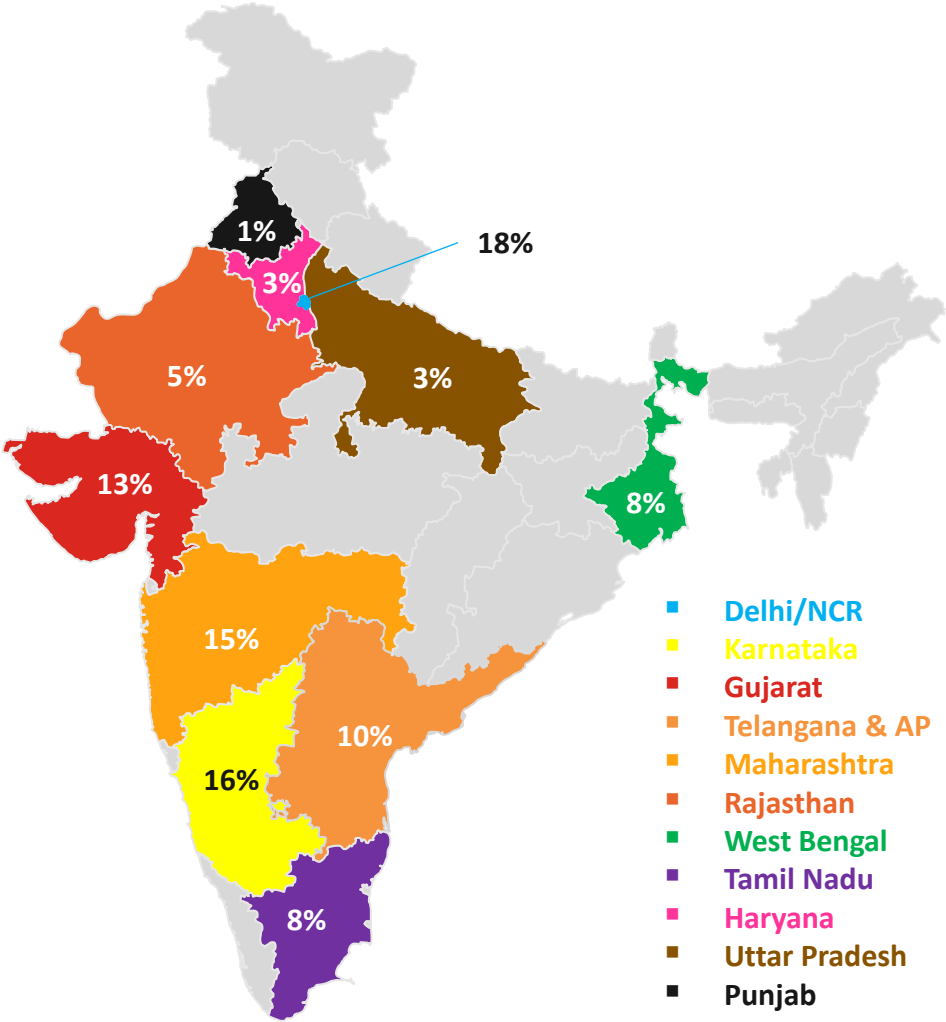 1%
18%
3%
5%
3%
13%
8%
15%
10%
16%
8%
Delhi/NCR
Karnataka
Gujarat
Telangana & AP
Maharashtra
Rajasthan
West Bengal
Tamil Nadu
Haryana
Uttar Pradesh
Punjab